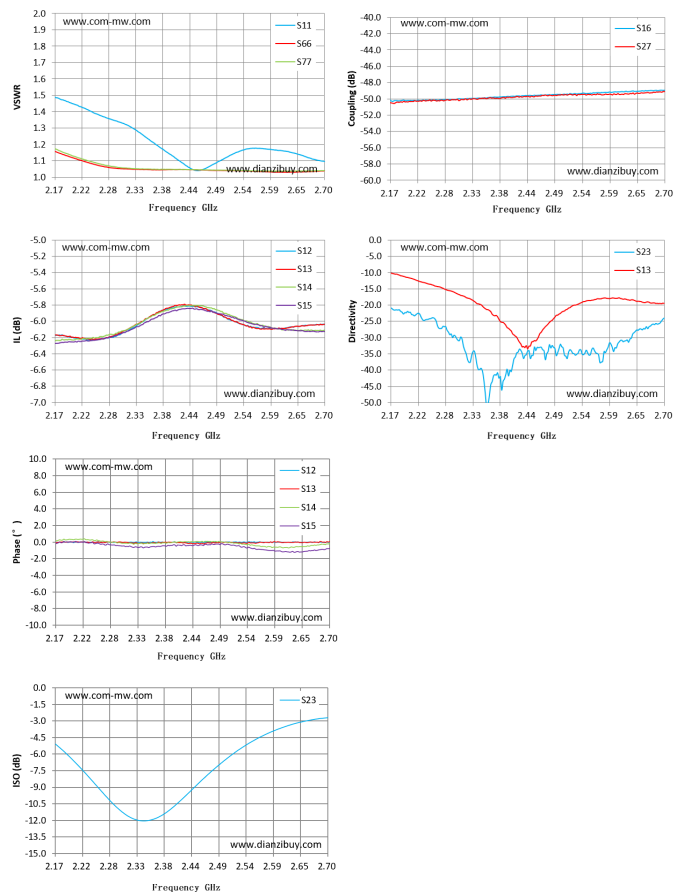 2.0
1.9
1.8
1.7
1.6
1.5
1.4
1.3
1.2
1.1
1.0
VSWR
www.com-mw.com
S11
S66
S77
www.dianzibuy.com
2.17 2.22 2.28 2.33 2.38 2.44 2.49 2.54 2.59 2.65 2.70
Frequency GHz
-40.0
-42.0
-44.0
-46.0
-48.0
-50.0
-52.0
-54.0
-56.0
-58.0
-60.0
Coupling (dB)
www.com-mw.com
S16
S27
www.dianzibuy.com
2.17 2.22 2.28 2.33 2.38 2.44 2.49 2.54 2.59 2.65 2.70
Frequency GHz
-5.0
-5.2
-5.4
-5.6
-5.8
-6.0
-6.2
-6.4
-6.6
-6.8
-7.0
IL (dB)
www.com-mw.com
S12
S13
S14
S15
www.dianzibuy.com
2.17 2.22 2.28 2.33 2.38 2.44 2.49 2.54 2.59 2.65 2.70
Frequency GHz
0.0
-5.0
-10.0
-15.0
-20.0
-25.0
-30.0
-35.0
-40.0
-45.0
-50.0
Directivity
www.com-mw.com
S23
S13
www.dianzibuy.com
2.17 2.22 2.28 2.33 2.38 2.44 2.49 2.54 2.59 2.65 2.70
Frequency GHz
10.0
8.0
6.0
4.0
2.0
0.0
-2.0
-4.0
-6.0
-8.0
-10.0
Phase (°)
www.com-mw.com
S12
S13
S14
S15
www.dianzibuy.com
2.17 2.22 2.28 2.33 2.38 2.44 2.49 2.54 2.59 2.65 2.70
Frequency GHz
0.0
-1.5
-3.0
-4.5
-6.0
-7.5
-9.0
-10.5
-12.0
-13.5
-15.0
ISO (dB)
www.com-mw.com
S23
www.dianzibuy.com
2.17 2.22 2.28 2.33 2.38 2.44 2.49 2.54 2.59 2.65 2.70
Frequency GHz